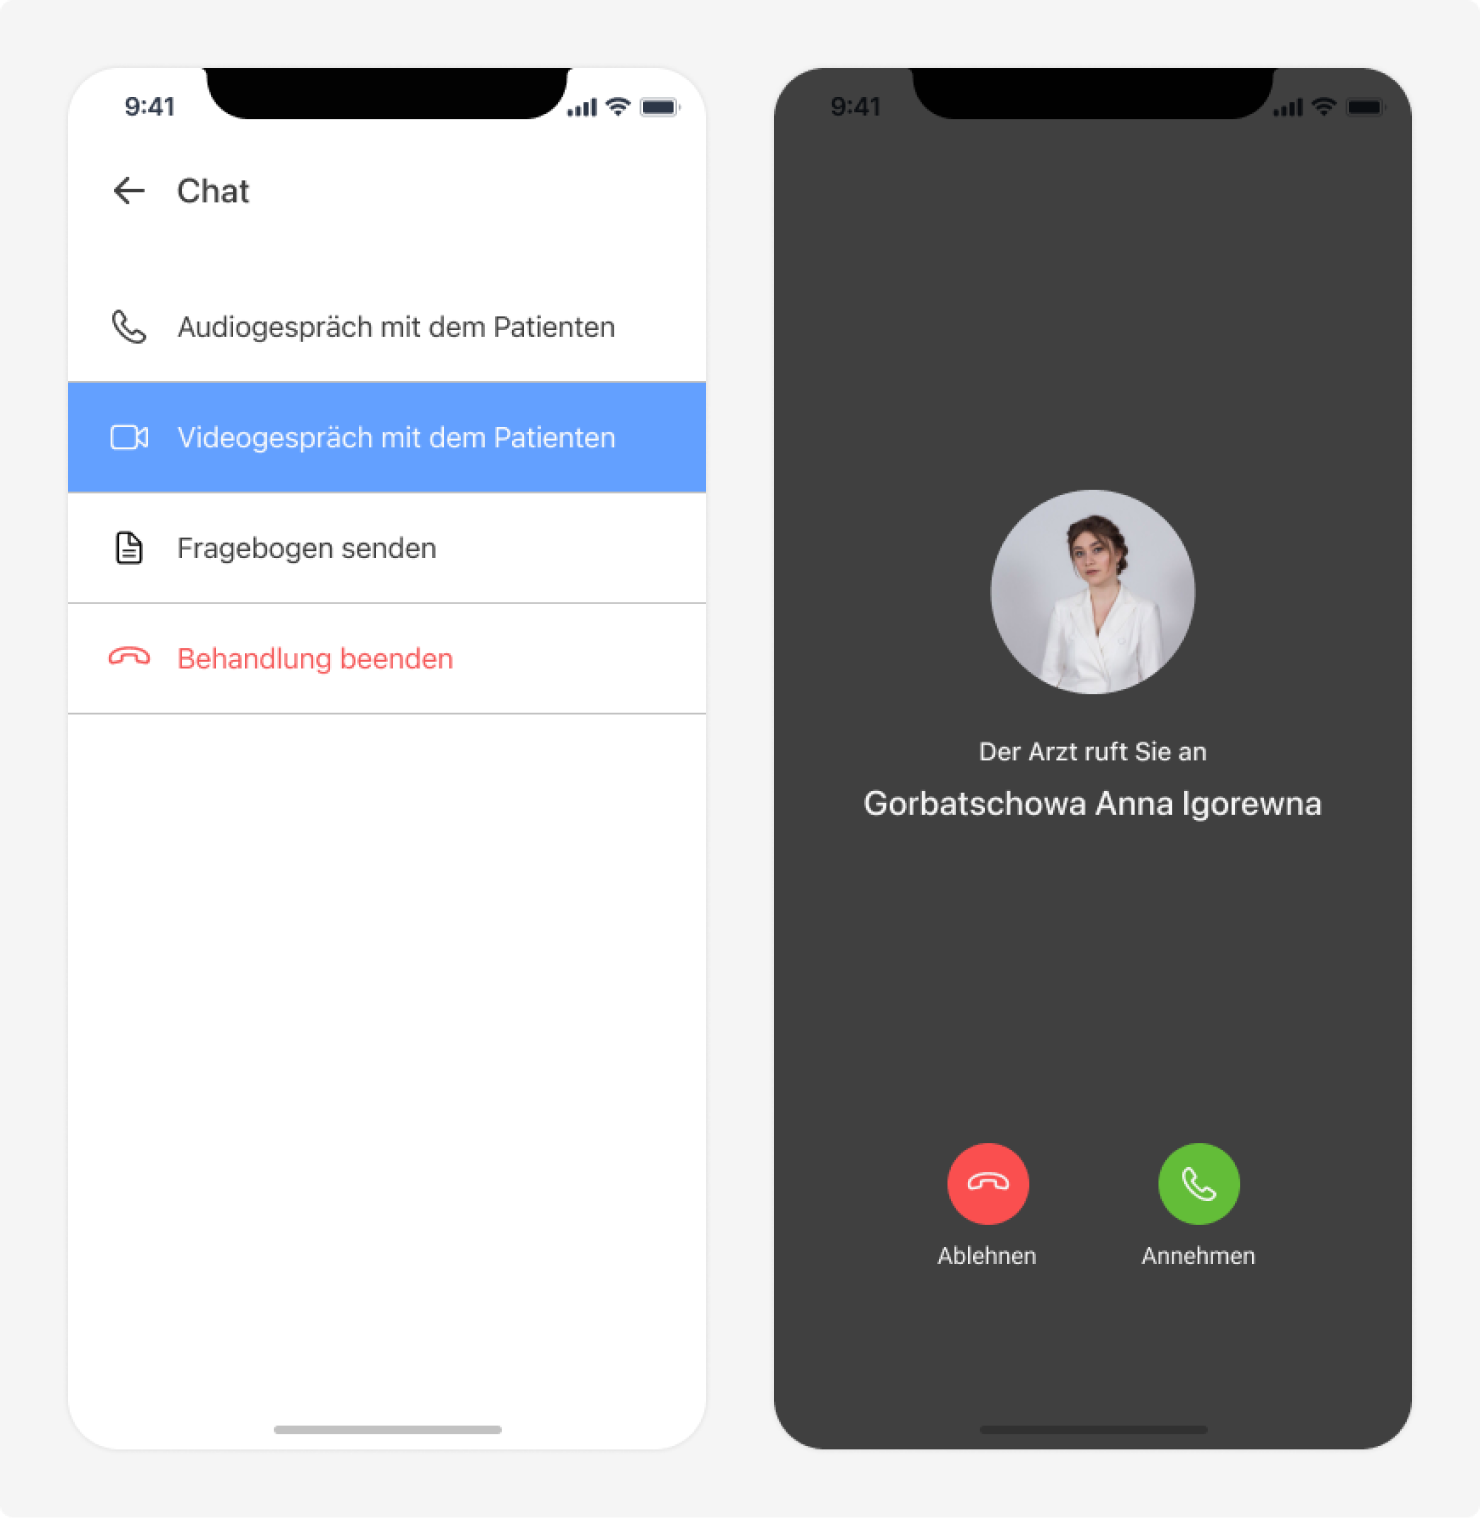 9:41
Chat
Audiogespräch mit dem Patienten
Videogespräch mit dem Patienten
Fragebogen senden
Behandlung beenden
9:41
Der Arzt ruft Sie an
Gorbatschowa Anna Igorewna
Ablehnen
Annehmen